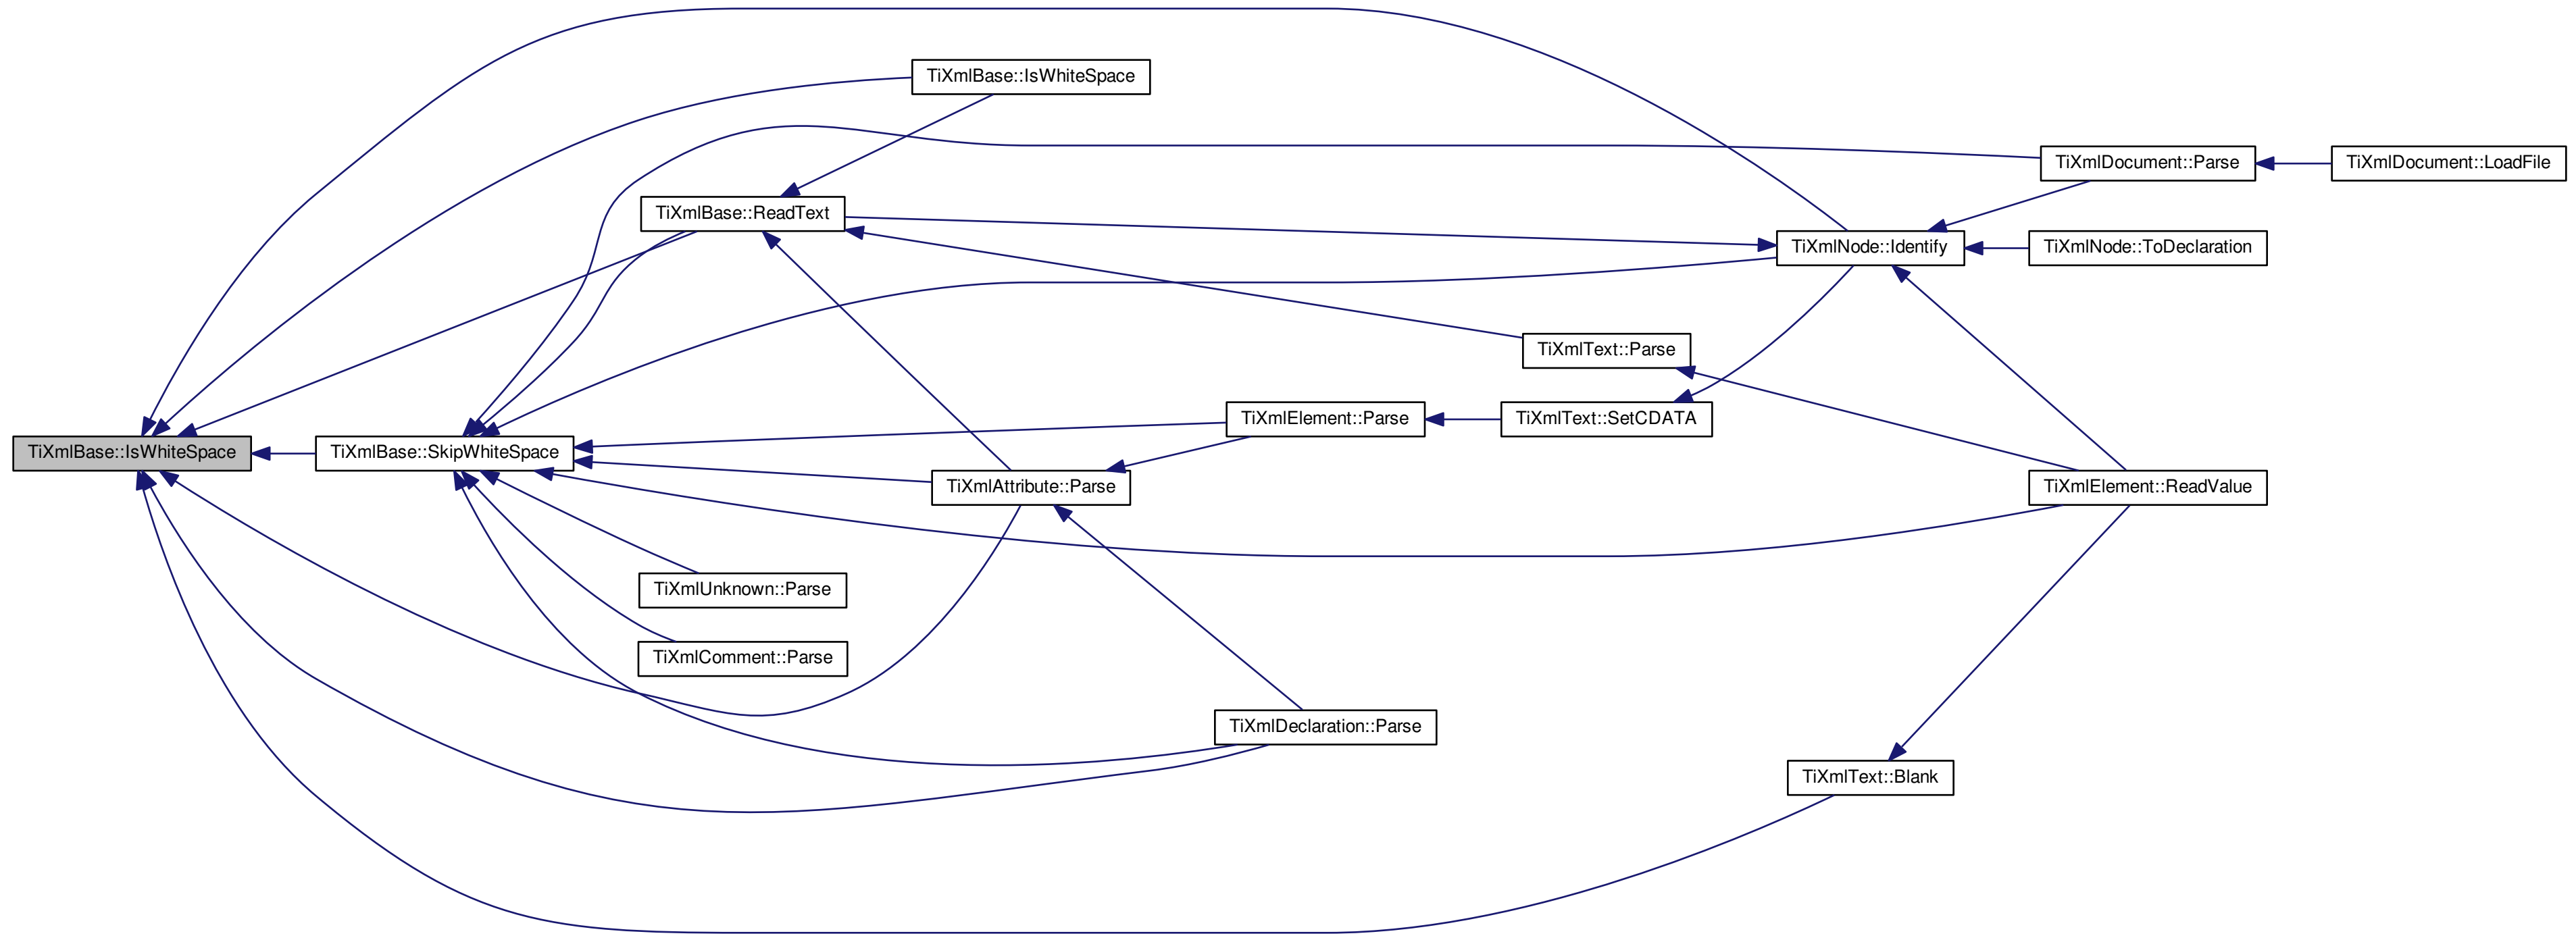 TiXmlBase::IsWhiteSpace
TiXmlDocument::Parse
TiXmlDocument::LoadFile
TiXmlBase::ReadText
TiXmlNode::Identify
TiXmlNode::ToDeclaration
TiXmlText::Parse
TiXmlElement::Parse
TiXmlText::SetCDATA
TiXmlBase::IsWhiteSpace
TiXmlBase::SkipWhiteSpace
TiXmlAttribute::Parse
TiXmlElement::ReadValue
TiXmlUnknown::Parse
TiXmlComment::Parse
TiXmlDeclaration::Parse
TiXmlText::Blank